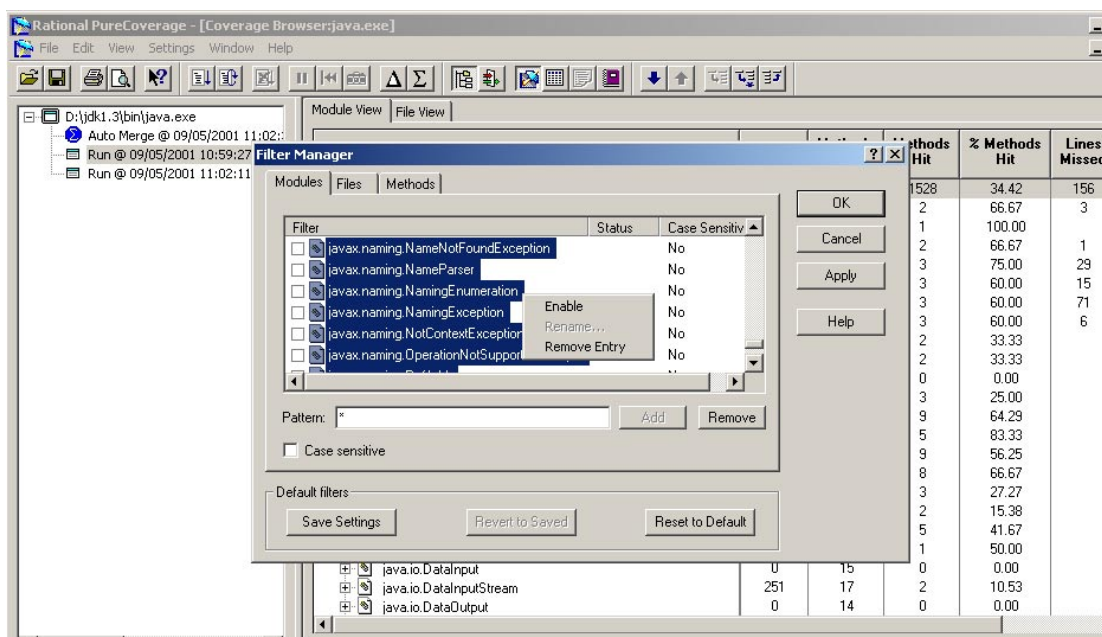 Rational PureCoverage - [Coverage Browser:java.exe]
File Edit View Settings Window Help
D:\jdk1.3\bin\java.exe
Auto Merge @ 09/05/2001 11:02:
Run @ 09/05/2001 10:59:27
Run @ 09/05/2001 11:02:11
Module View File View
% Methods Lines
Hit Hit Missed
1528 34.42 156
2 66.67 3
1 100.00
2 66.67 1
3 75.00 29
3 60.00 15
3 60.00 71
3 60.00 6
2 33.33
2 33.33
0 0.00
3 25.00
9 64.29
5 83.33
9 56.25
8 66.67
3 27.27
2 15.38
5 41.67
1 50.00
java.io.DataInput 0 15 0 0.00
java.io.DataInputStream 251 17 2 10.53
java.io.DataOutput 0 14 0 0.00
Filter Manager
Modules Files Methods
Filter Status Case Sensitiv
javax.naming.NameNotFoundException No
javax.naming.NameParser No
javax.naming.NamingEnumeration No
javax.naming.NamingException No
javax.naming.NotContextException No
javax.naming.OperationNotSupport No
Enable
Rename...
Remove Entry
Pattern: * Add Remove
Case sensitive
Default filters
Save Settings Revert to Saved Reset to Default
OK
Cancel
Apply
Help